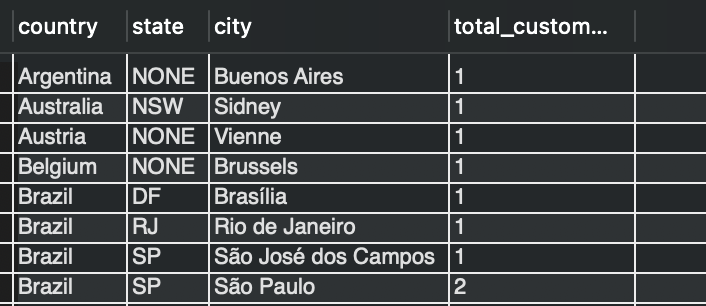 country state city total_custom...
Argentina NONE Buenos Aires 1
Australia NSW Sidney 1
Austria NONE Vienne 1
Belgium NONE Brussels 1
Brazil DF Brasília 1
Brazil RJ Rio de Janeiro 1
Brazil SP São José dos Campos 1
Brazil SP São Paulo 2